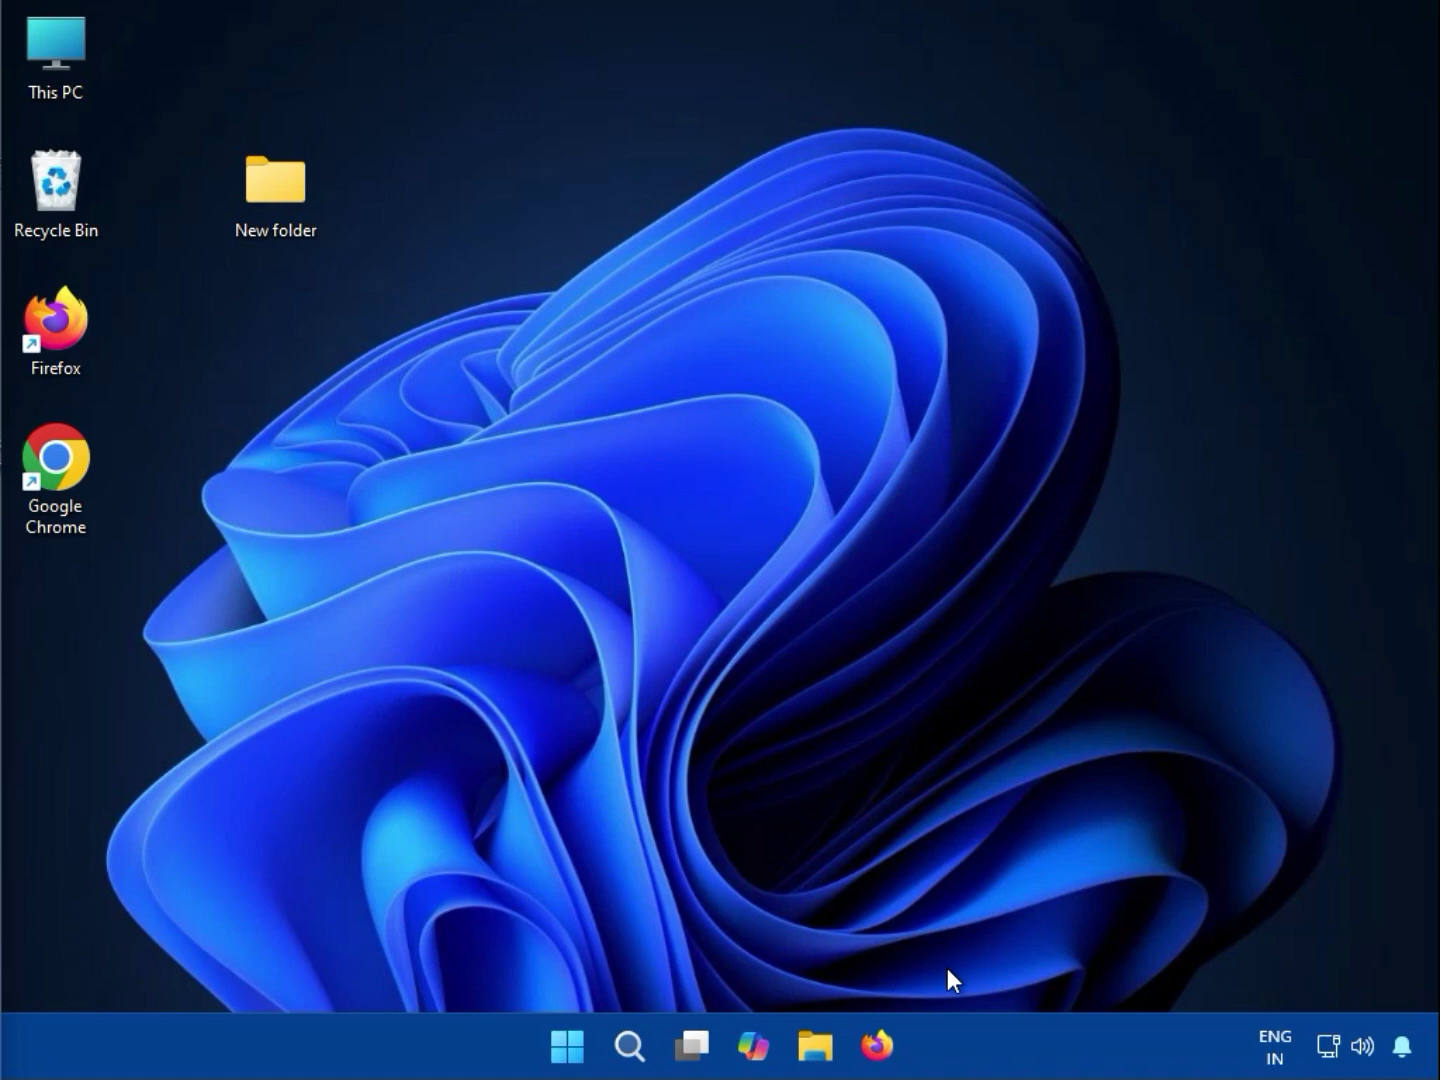 This PC
Recycle Bin
New folder
Firefox
Google
Chrome
ENG
IN